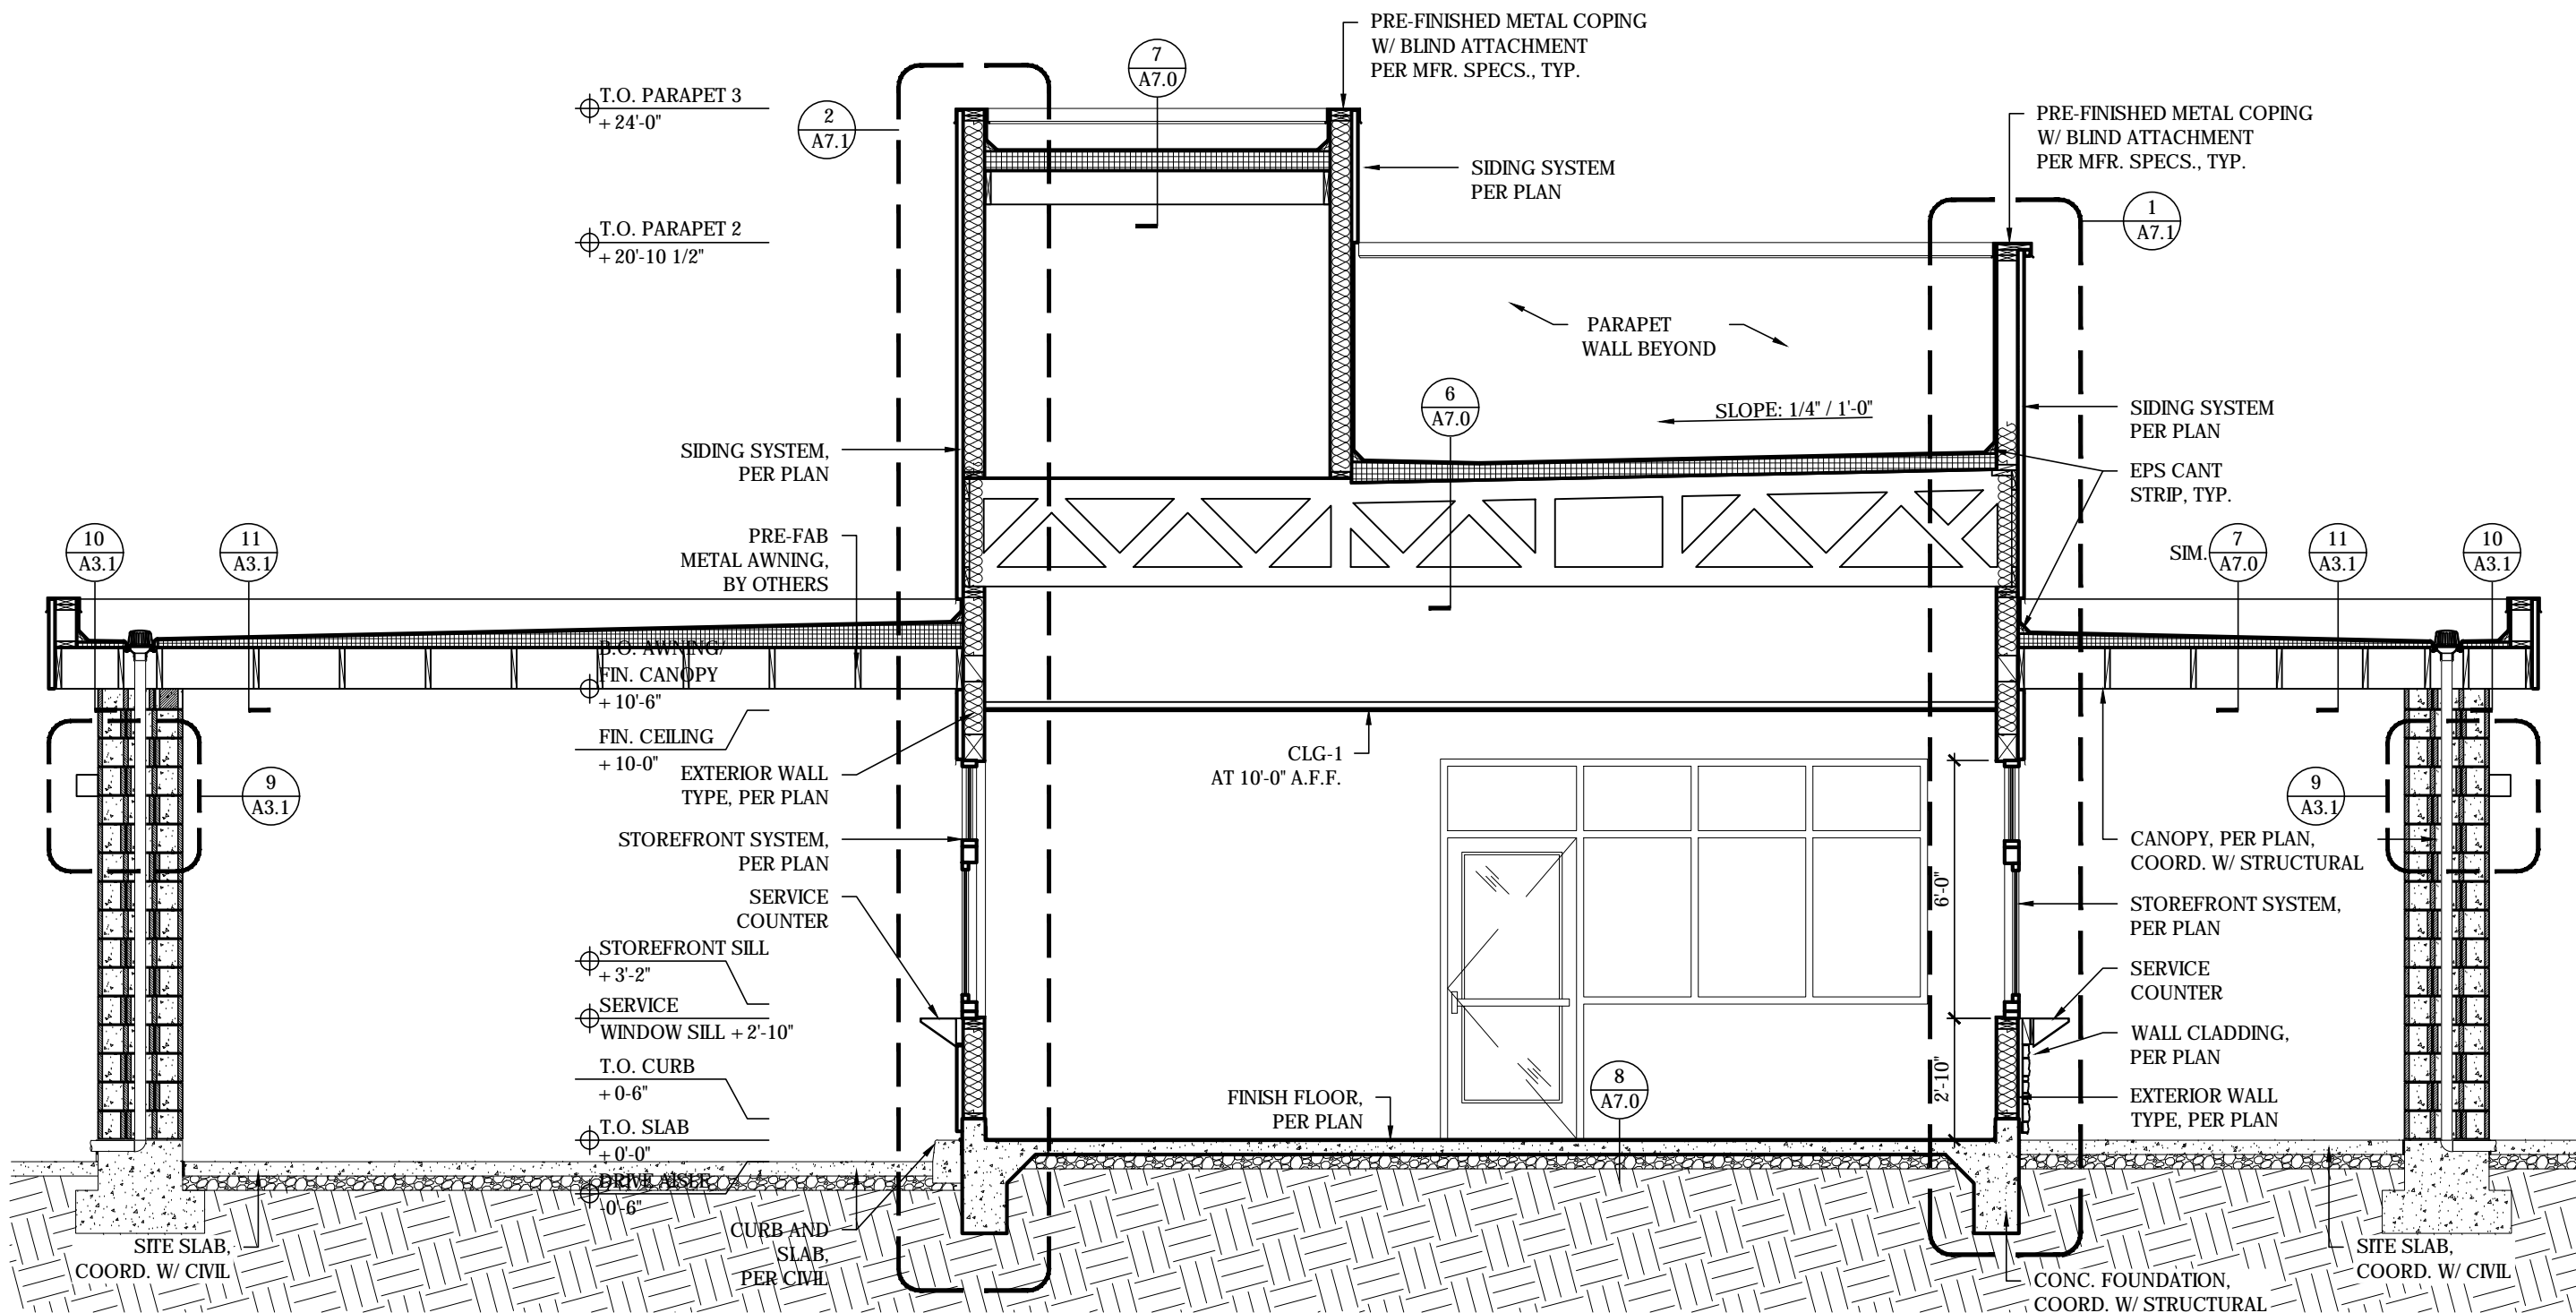 PRE-FINISHED METAL COPING
W/ BLIND ATTACHMENT
PER MFR. SPECS., TYP.
7
A7.0
T.O. PARAPET 3
+24'-0"
2
A7.1
PRE-FINISHED METAL COPING
W/ BLIND ATTACHMENT
PER MFR. SPECS., TYP.
SIDING SYSTEM
PER PLAN
1
A7.1
T.O. PARAPET 2
+20'-10 1/2"
PARAPET
WALL BEYOND
6
A7.0
SLOPE: 1/4" / 1'-0"
SIDING SYSTEM
PER PLAN
SIDING SYSTEM,
PER PLAN
EPS CANT
STRIP, TYP.
10
A3.1
11
A3.1
PRE-FAB
METAL AWNING,
BY OTHERS
SIM.
7
A7.0
11
A3.1
10
A3.1
B.O. AWNING/
FIN. CANOPY
+10'-6"
FIN. CEILING
+10-0"
CLG-1
AT 10'-0" A.F.F.
EXTERIOR WALL
TYPE, PER PLAN
9
A3.1
9
A3.1
STOREFRONT SYSTEM,
PER PLAN
CANOPY, PER PLAN,
COORD. W/ STRUCTURAL
6'-0"
SERVICE
COUNTER
STOREFRONT SYSTEM,
PER PLAN
STOREFRONT SILL
+3'-2"
SERVICE
COUNTER
SERVICE
WINDOW SILL +2'-10"
WALL CLADDING,
PER PLAN
T.O. CURB
+0-6"
8
A7.0
2'-10"
FINISH FLOOR,
PER PLAN
EXTERIOR WALL
TYPE, PER PLAN
T.O. SLAB
+0'-0"
DRIVE AISLE
-0-6"
CURB AND
SLAB,
PER CIVIL
SITE SLAB,
COORD. W/ CIVIL
SITE SLAB,
COORD. W/ CIVIL
CONC. FOUNDATION,
COORD. W/ STRUCTURAL